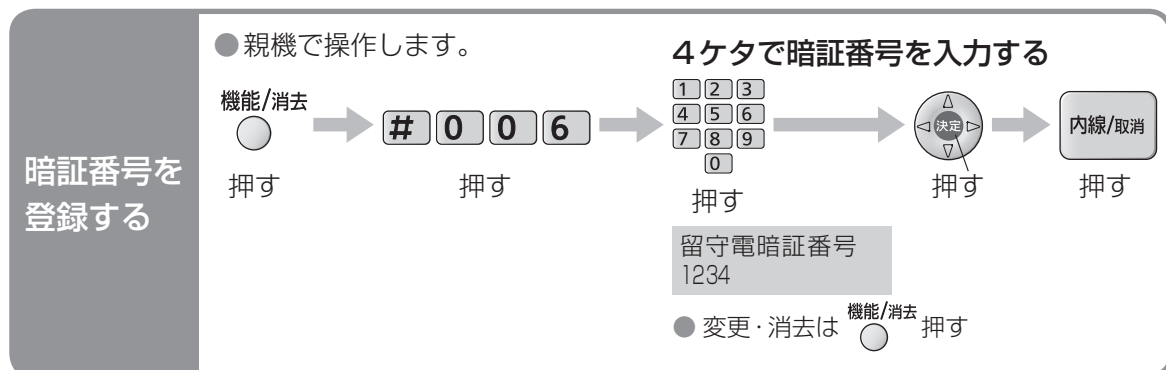 暗証番号を
登録する
●親機で操作します。
機能/消去
押す
# 0 0 6
押す
4ケタで暗証番号を入力する
1 2 3
4 5 6
7 8 9
0
押す
留守電暗証番号
1234
● 変更・消去は 機能/消去 押す
決定
押す
内線/取消
押す